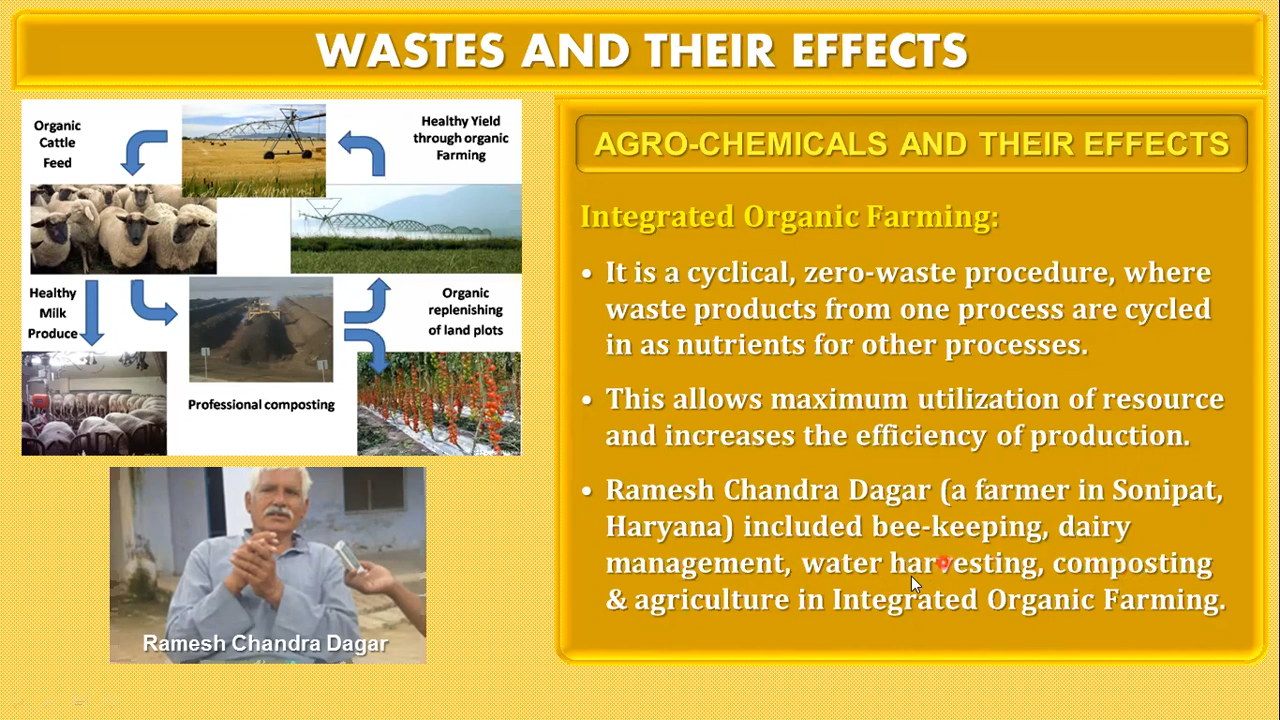 WASTES AND THEIR EFFECTS
Organic
Cattle
Feed
Healthy Yield
through organic
Farming
Healthy
Milk
Produce
Organic
replenishing
of land plots
Professional composting
Ramesh Chandra Dagar
AGRO-CHEMICALS AND THEIR EFFECTS
Integrated Organic Farming:
• It is a cyclical, zero-waste procedure, where
waste products from one process are cycled
in as nutrients for other processes.
• This allows maximum utilization of resource
and increases the efficiency of production.
• Ramesh Chandra Dagar (a farmer in Sonipat,
Haryana) included bee-keeping, dairy
management, water harvesting, composting
& agriculture in Integrated Organic Farming.